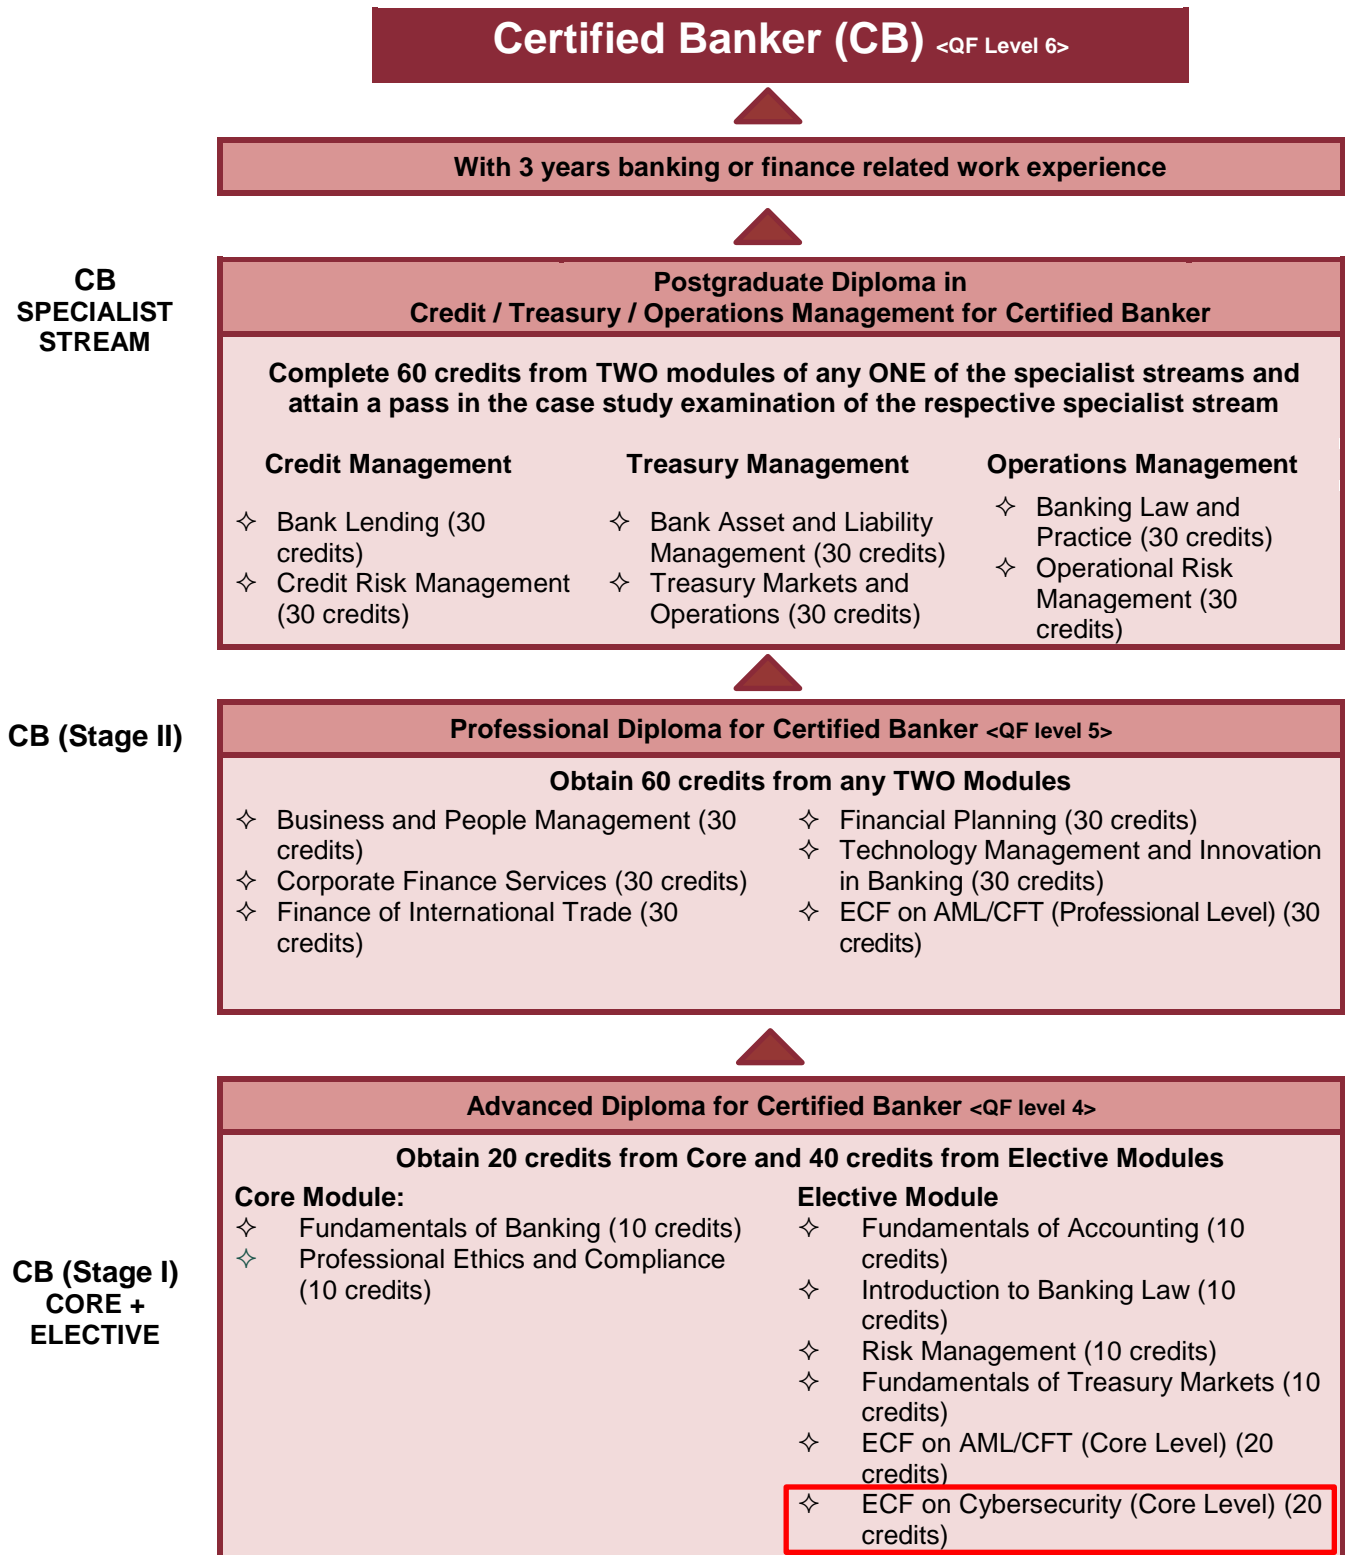 Certified Banker (CB) <QF Level 6>
With 3 years banking or finance related work experience
CB
SPECIALIST
STREAM
Postgraduate Diploma in
Credit / Treasury / Operations Management for Certified Banker
Complete 60 credits from TWO modules of any ONE of the specialist streams and
attain a pass in the case study examination of the respective specialist stream
Credit Management
✧ Bank Lending (30
credits)
✧ Credit Risk Management
(30 credits)
Treasury Management
✧ Bank Asset and Liability
Management (30 credits)
✧ Treasury Markets and
Operations (30 credits)
Operations Management
✧ Banking Law and
Practice (30 credits)
✧ Operational Risk
Management (30
credits)
CB (Stage II)
Professional Diploma for Certified Banker <QF level 5>
Obtain 60 credits from any TWO Modules
✧ Business and People Management (30
credits)
✧ Corporate Finance Services (30 credits)
✧ Finance of International Trade (30
credits)
✧ Financial Planning (30 credits)
✧ Technology Management and Innovation
in Banking (30 credits)
✧ ECF on AML/CFT (Professional Level) (30
credits)
CB (Stage I)
CORE +
ELECTIVE
Advanced Diploma for Certified Banker <QF level 4>
Obtain 20 credits from Core and 40 credits from Elective Modules
Core Module:
✧ Fundamentals of Banking (10 credits)
✧ Professional Ethics and Compliance
(10 credits)
Elective Module
✧ Fundamentals of Accounting (10
credits)
✧ Introduction to Banking Law (10
credits)
✧ Risk Management (10 credits)
✧ Fundamentals of Treasury Markets (10
credits)
✧ ECF on AML/CFT (Core Level) (20
credits)
✧ ECF on Cybersecurity (Core Level) (20
credits)